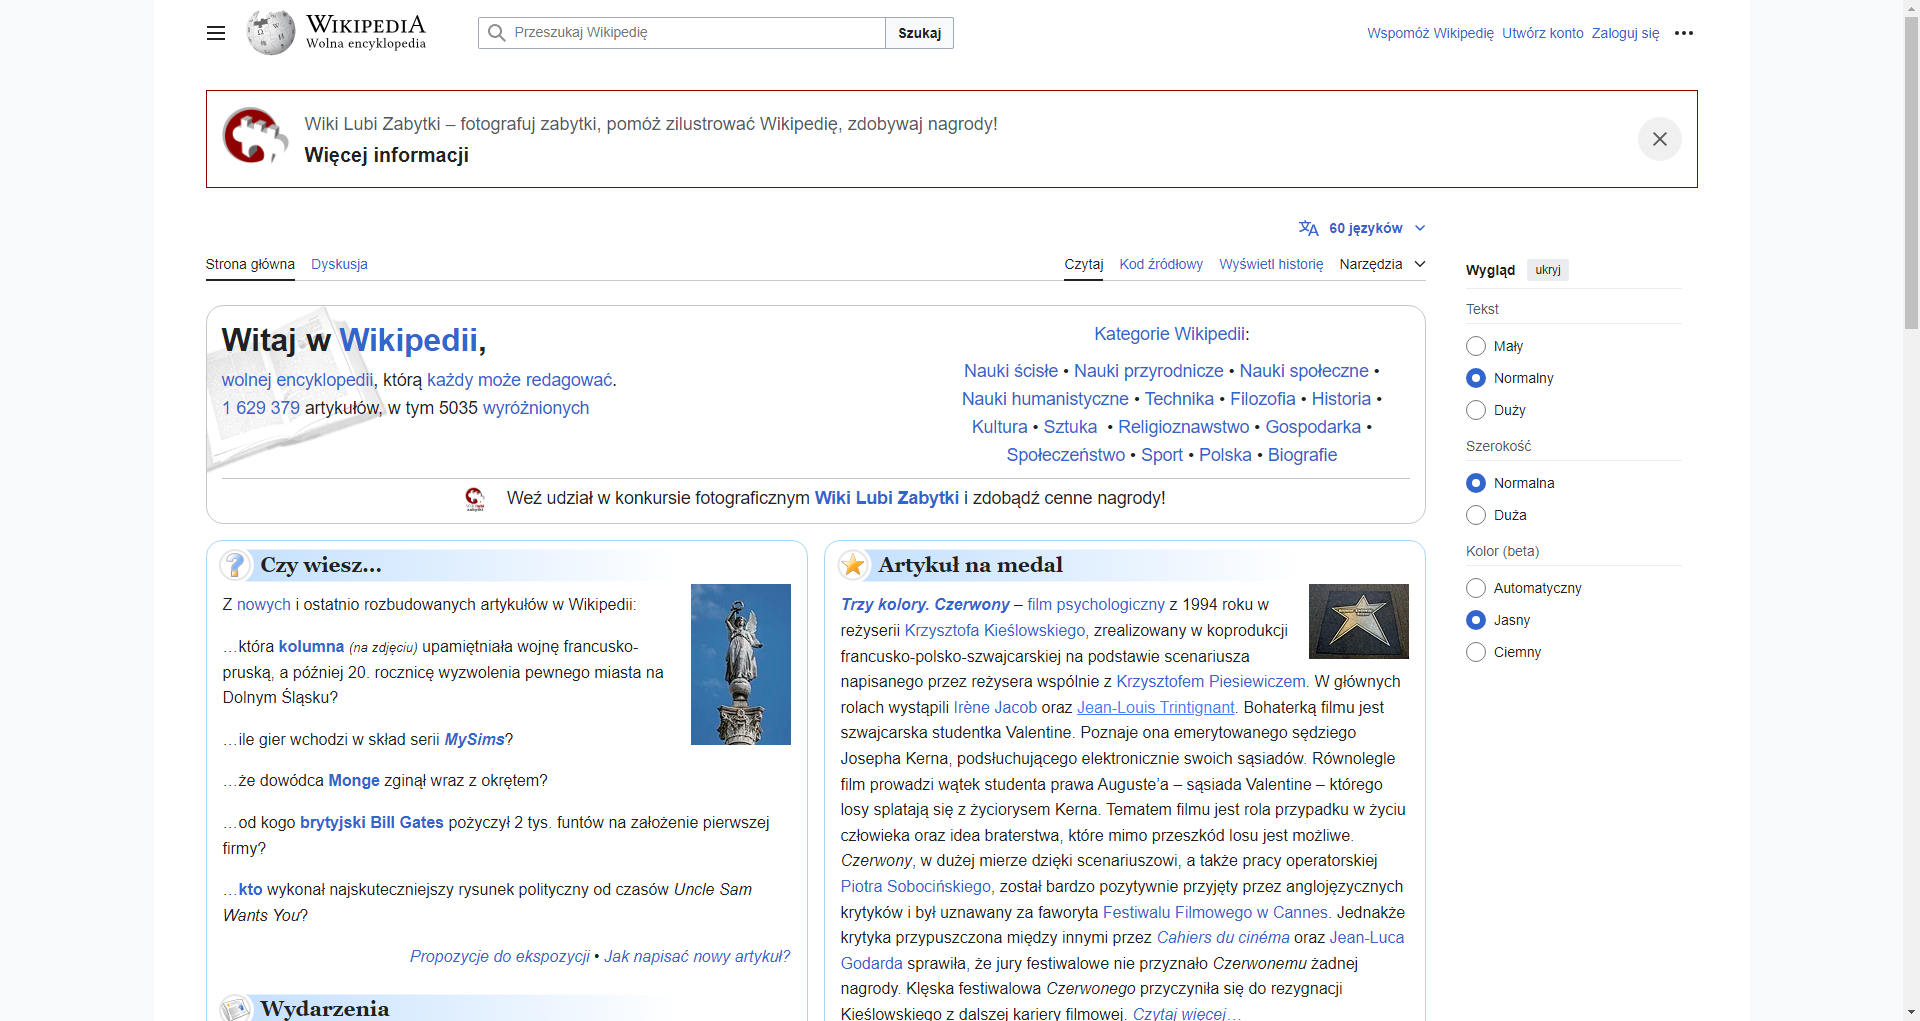 WIKIPEDIA
Wolna encyklopedia
Przeszukaj Wikipedię
Szukaj
Wspomóż Wikipedię Utwórz konto Zaloguj się
Wiki Lubi Zabytki – fotografuj zabytki, pomóż zilustrować Wikipedię, zdobywaj nagrody!
Więcej informacji
60 języków
Strona główna Dyskusja
Czytaj Kod źródłowy Wyświetl historię Narzędzia
Witaj w Wikipedii,
wolnej encyklopedii, którą każdy może redagować.
1 629 379 artykułów, w tym 5035 wyróżnionych
Kategorie Wikipedii:
Nauki ścisłe • Nauki przyrodnicze • Nauki społeczne •
Nauki humanistyczne • Technika • Filozofia • Historia •
Kultura • Sztuka • Religioznawstwo • Gospodarka •
Społeczeństwo • Sport • Polska • Biografie
Weź udział w konkursie fotograficznym Wiki Lubi Zabytki i zdobądź cenne nagrody!
Czy wiesz...
Z nowych i ostatnio rozbudowanych artykułów w Wikipedii:
…która kolumna (na zdjęciu) upamiętniała wojnę francusko-
pruską, a później 20. rocznicę wyzwolenia pewnego miasta na
Dolnym Śląsku?
…ile gier wchodzi w skład serii MySims?
…że dowódca Monge zginął wraz z okrętem?
…od kogo brytyjski Bill Gates pożyczył 2 tys. funtów na założenie pierwszej
firmy?
…kto wykonał najskuteczniejszy rysunek polityczny od czasów Uncle Sam
Wants You?
Propozycje do ekspozycji • Jak napisać nowy artykuł?
Wydarzenia
Artykuł na medal
Trzy kolory. Czerwony – film psychologiczny z 1994 roku w
reżyserii Krzysztofa Kieślowskiego, zrealizowany w koprodukcji
francusko-polsko-szwajcarskiej na podstawie scenariusza
napisanego przez reżysera wspólnie z Krzysztofem Piesiewiczem. W głównych
rolach wystąpili Irène Jacob oraz Jean-Louis Trintignant. Bohaterką filmu jest
szwajcarska studentka Valentine. Poznaje ona emerytowanego sędziego
Josepha Kerna, podsłuchującego elektronicznie swoich sąsiadów. Równolegle
film prowadzi wątek studenta prawa Auguste’a – sąsiada Valentine – którego
losy splatają się z życiorysem Kerna. Tematem filmu jest rola przypadku w życiu
człowieka oraz idea braterstwa, które mimo przeszkód losu jest możliwe.
Czerwony, w dużej mierze dzięki scenariuszowi, a także pracy operatorskiej
Piotra Sobocińskiego, został bardzo pozytywnie przyjęty przez anglojęzycznych
krytyków i był uznawany za faworyta Festiwalu Filmowego w Cannes. Jednakże
krytyka przypuszczona między innymi przez Cahiers du cinéma oraz Jean-Luca
Godarda sprawiła, że jury festiwalowe nie przyznało Czerwonemu żadnej
nagrody. Klęska festiwalowa Czerwonego przyczyniła się do rezygnacji
Kieślowskiego z dalszej kariery filmowej. Czytaj więcej…
Wygląd ukryj
Tekst
Mały
Normalny
Duży
Szerokość
Normalna
Duża
Kolor (beta)
Automatyczny
Jasny
Ciemny